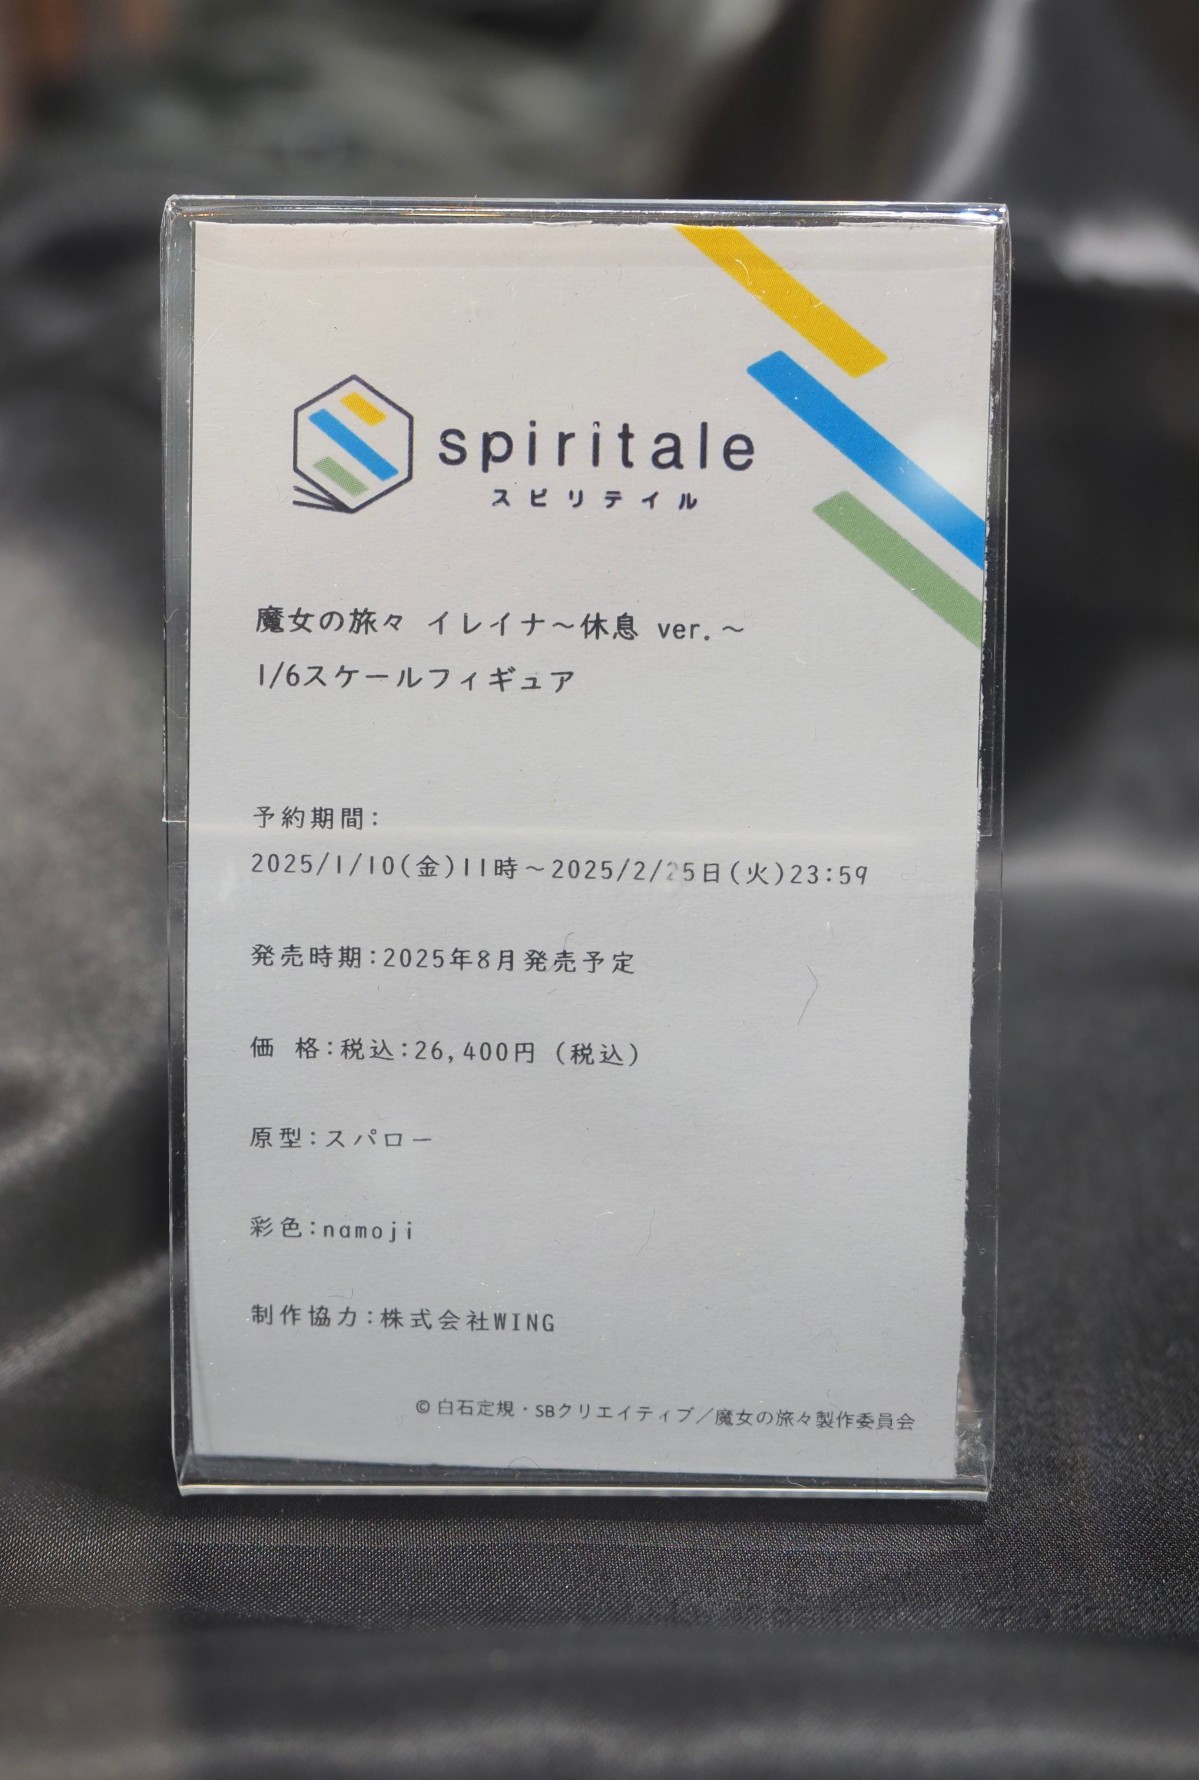 spiritale
スピリテイル
魔女の旅々 イレイナ～休息 ver.～
1/6スケールフィギュア
予約期間：
2025/1/10(金)11時～2025/2/25日(火)23:59
発売時期：2025年8月発売予定
価 格：税込：26,400円（税込）
原型：スパロー
彩色：namoji
制作協力：株式会社WING
© 白石定規・SBクリエイティブ／魔女の旅々製作委員会